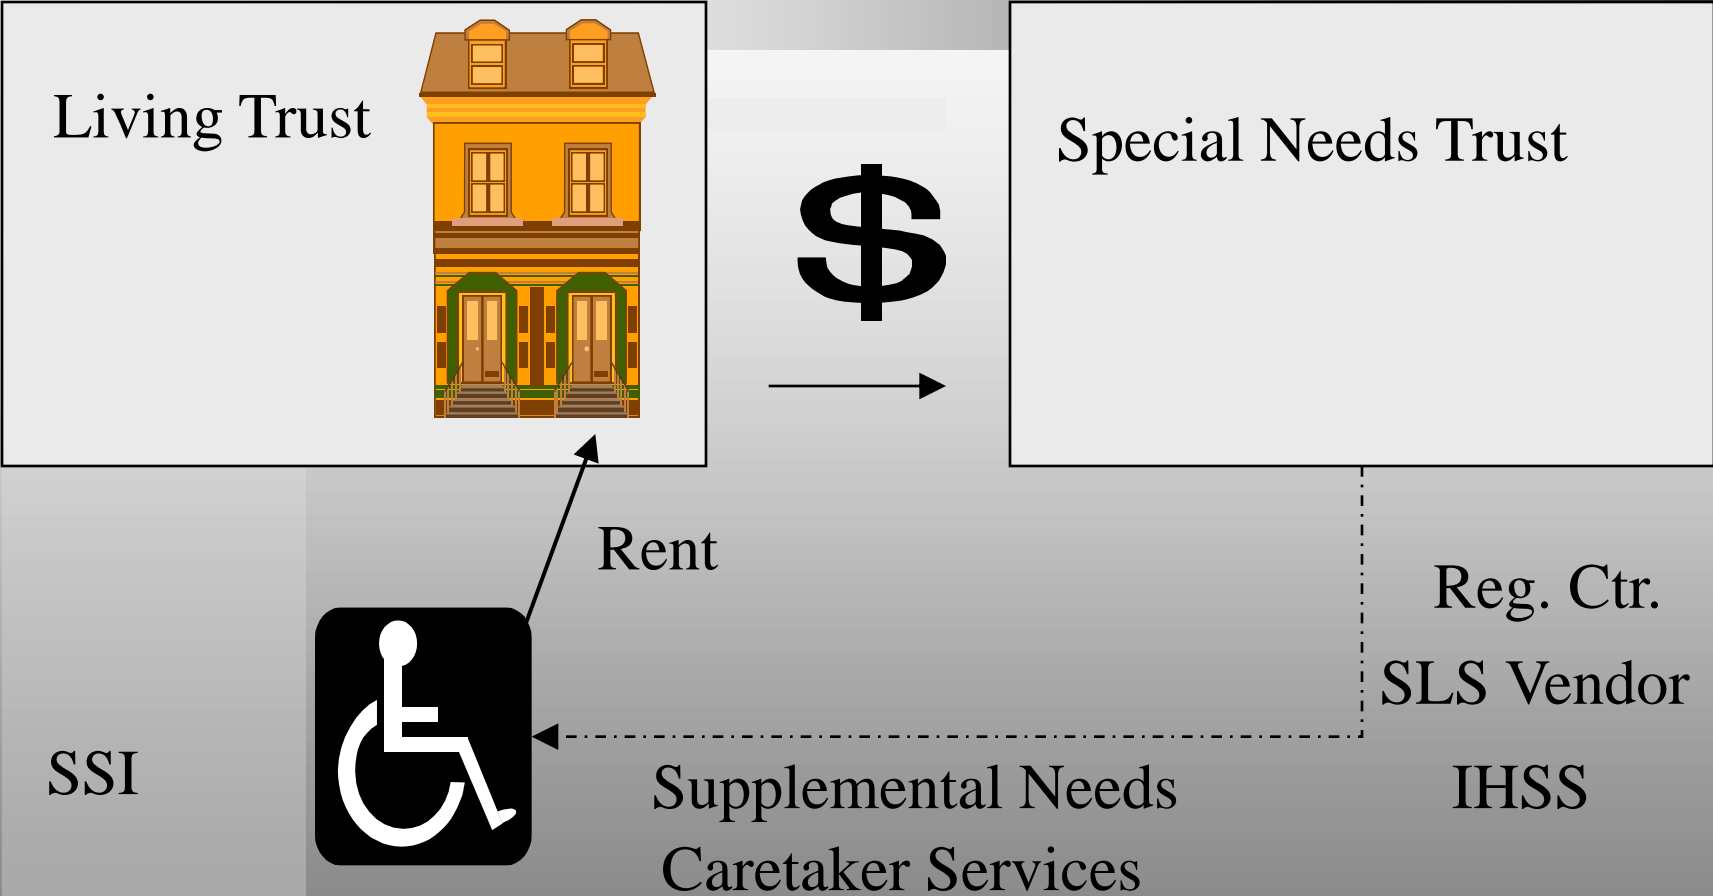 Living Trust
$
Special Needs Trust
Rent
Reg. Ctr.
SLS Vendor
SSI
Supplemental Needs
IHSS
Caretaker Services